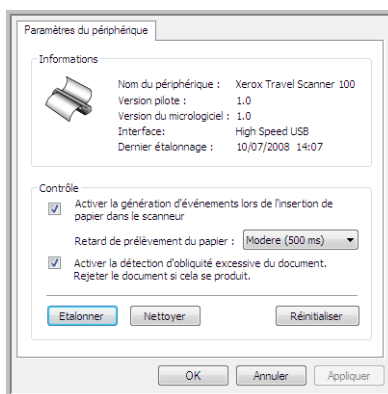 Paramètres du périphérique
Informations
Nom du périphérique : Xerox Travel Scanner 100
Version pilote : 1.0
Version du micrologiciel : 1.0
Interface: High Speed USB
Dernier étalonnage : 10/07/2008 14:07
Contrôle
Activer la génération d'événements lors de l'insertion de
papier dans le scanneur
Retard de prélèvement du papier : Modere (500 ms)
Activer la détection d'obliquité excessive du document.
Rejeter le document si cela se produit.
Etalonner Nettoyer Réinitialiser
OK Annuler Appliquer